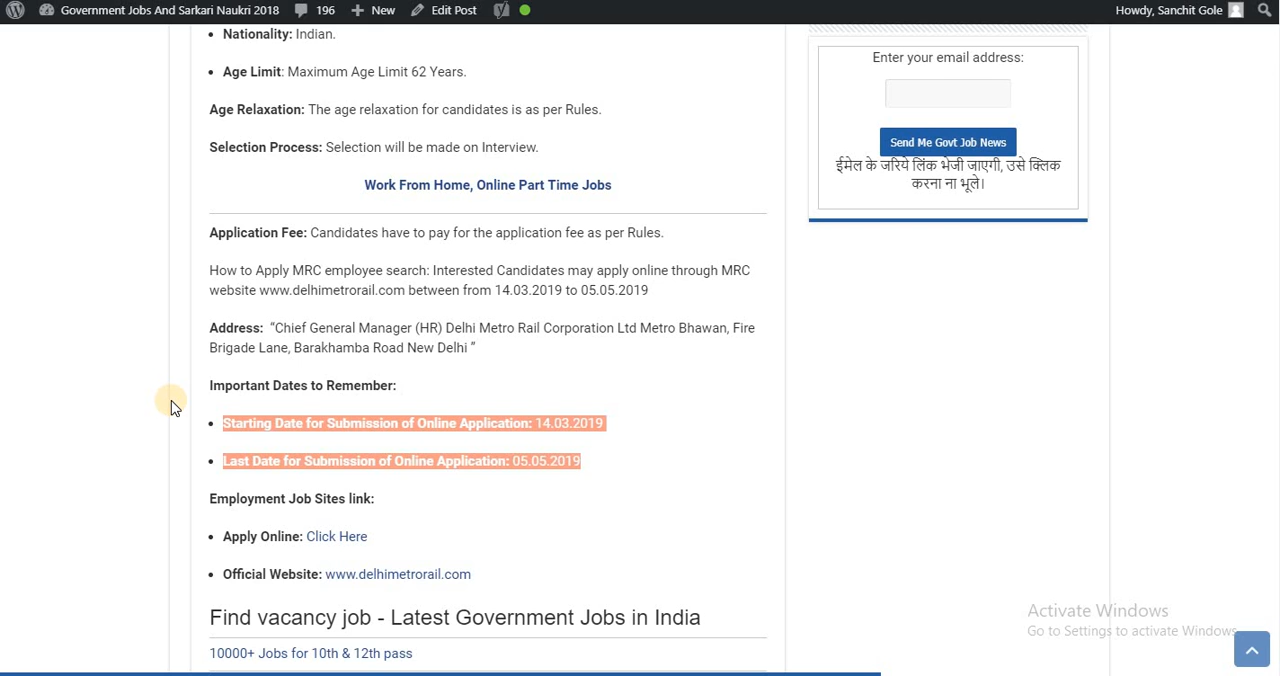 Government Jobs And Sarkari Naukri 2018 196 New Edit Post Howdy, Sanchit Gole
Nationality: Indian.
Age Limit: Maximum Age Limit 62 Years.
Age Relaxation: The age relaxation for candidates is as per Rules.
Selection Process: Selection will be made on Interview.
Work From Home, Online Part Time Jobs
Application Fee: Candidates have to pay for the application fee as per Rules.
How to Apply MRC employee search: Interested Candidates may apply online through MRC
website www.delhimetrorail.com between from 14.03.2019 to 05.05.2019
Address: “Chief General Manager (HR) Delhi Metro Rail Corporation Ltd Metro Bhawan, Fire
Brigade Lane, Barakhamba Road New Delhi ”
Important Dates to Remember:
Starting Date for Submission of Online Application: 14.03.2019
Last Date for Submission of Online Application: 05.05.2019
Employment Job Sites link:
Apply Online: Click Here
Official Website: www.delhimetrorail.com
Find vacancy job - Latest Government Jobs in India
10000+ Jobs for 10th & 12th pass
Enter your email address:
Send Me Govt Job News
ईमेल के जरिये लिंक भेजी जाएगी, उसे क्लिक
करना ना भूले।
Activate Windows
Go to Settings to activate Windows.